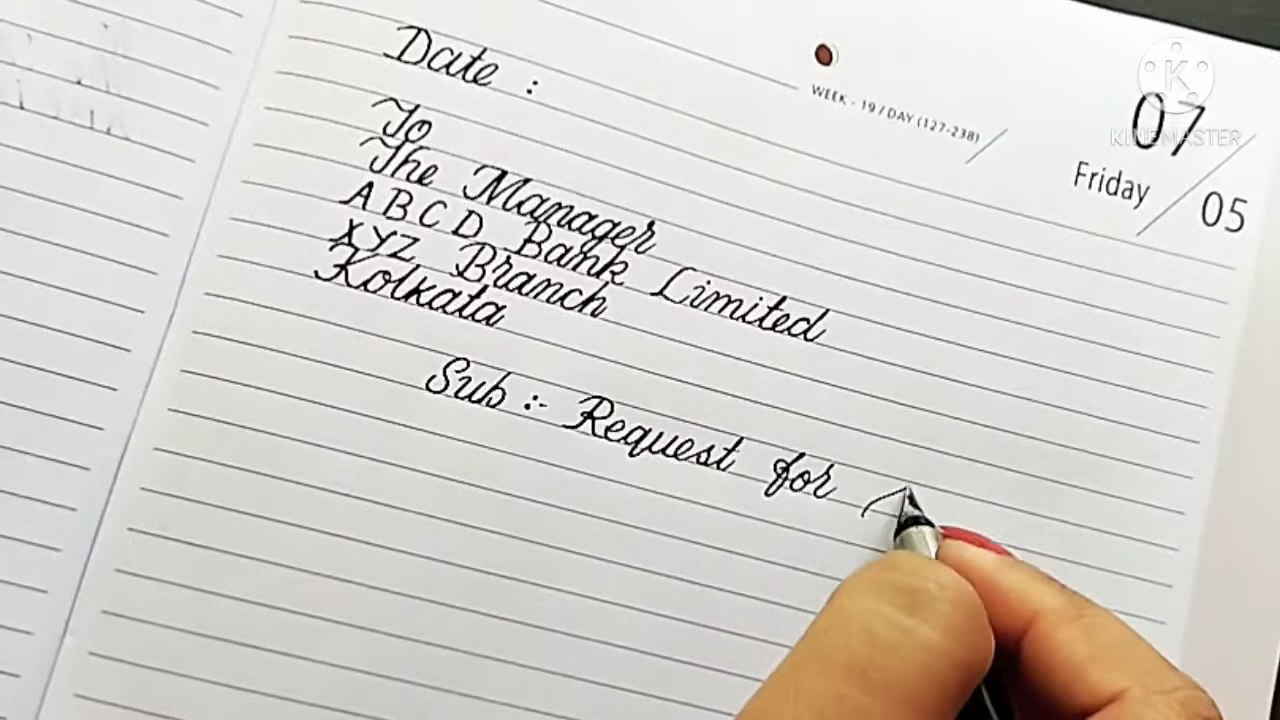 Date :
WEEK - 19 / DAY (127-238)
07
Friday
05
KINEMASTER
To
The Manager
ABCD Bank Limited
XYZ Branch
Kolkata
Sub :- Request for